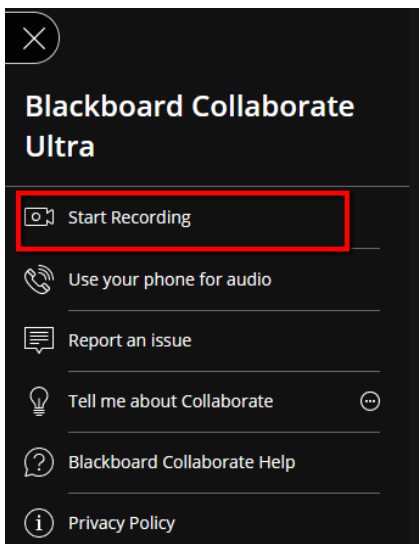 Blackboard Collaborate
Ultra
Start Recording
Use your phone for audio
Report an issue
Tell me about Collaborate
Blackboard Collaborate Help
Privacy Policy